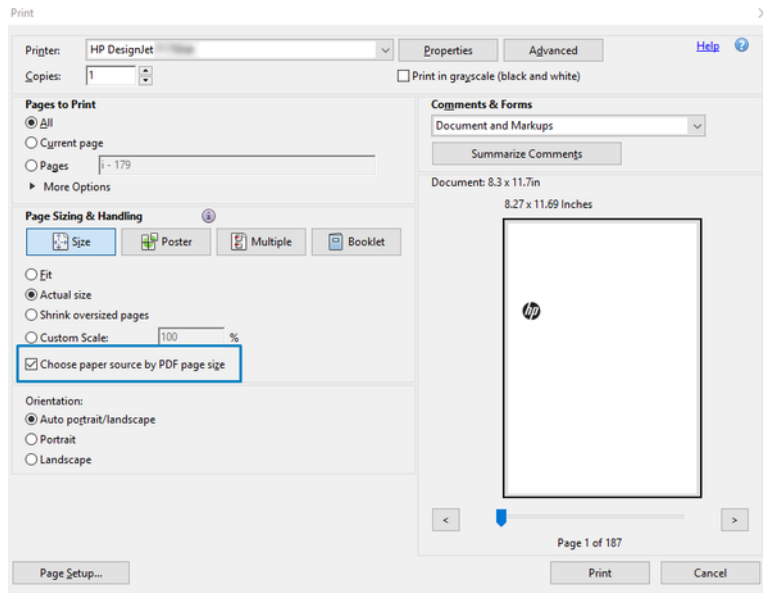 Print
Printer: HP DesignJet
Properties
Advanced
Help
Copies: 1
Print in grayscale (black and white)
Pages to Print
All
Current page
Pages i - 179
More Options
Page Sizing & Handling
Size
Poster
Multiple
Booklet
Fit
Actual size
Shrink oversized pages
Custom Scale: 100 %
Choose paper source by PDF page size
Orientation:
Auto portrait/landscape
Portrait
Landscape
Comments & Forms
Document and Markups
Summarize Comments
Document: 8.3 x 11.7in
8.27 x 11.69 Inches
hp
<
>
Page 1 of 187
Page Setup...
Print
Cancel